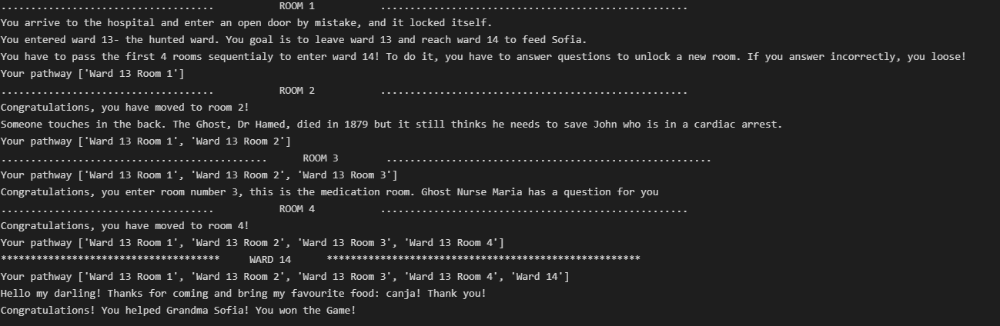 ................................... ROOM 1 ...................................................
You arrive to the hospital and enter an open door by mistake, and it locked itself.
You entered ward 13- the hunted ward. You goal is to leave ward 13 and reach ward 14 to feed Sofia.
You have to pass the first 4 rooms sequentialy to enter ward 14! To do it, you have to answer questions to unlock a new room. If you answer incorrectly, you loose!
Your pathway ['Ward 13 Room 1']
................................... ROOM 2 ...................................................
Congratulations, you have moved to room 2!
Someone touches in the back. The Ghost, Dr Hamed, died in 1879 but it still thinks he needs to save John who is in a cardiac arrest.
Your pathway ['Ward 13 Room 1', 'Ward 13 Room 2']
............................................ ROOM 3 ......................................................
Your pathway ['Ward 13 Room 1', 'Ward 13 Room 2', 'Ward 13 Room 3']
Congratulations, you enter room number 3, this is the medication room. Ghost Nurse Maria has a question for you
................................... ROOM 4 ...................................................
Congratulations, you have moved to room 4!
Your pathway ['Ward 13 Room 1', 'Ward 13 Room 2', 'Ward 13 Room 3', 'Ward 13 Room 4']
************************************* WARD 14 *****************************************************
Your pathway ['Ward 13 Room 1', 'Ward 13 Room 2', 'Ward 13 Room 3', 'Ward 13 Room 4', 'Ward 14']
Hello my darling! Thanks for coming and bring my favourite food: canja! Thank you!
Congratulations! You helped Grandma Sofia! You won the Game!